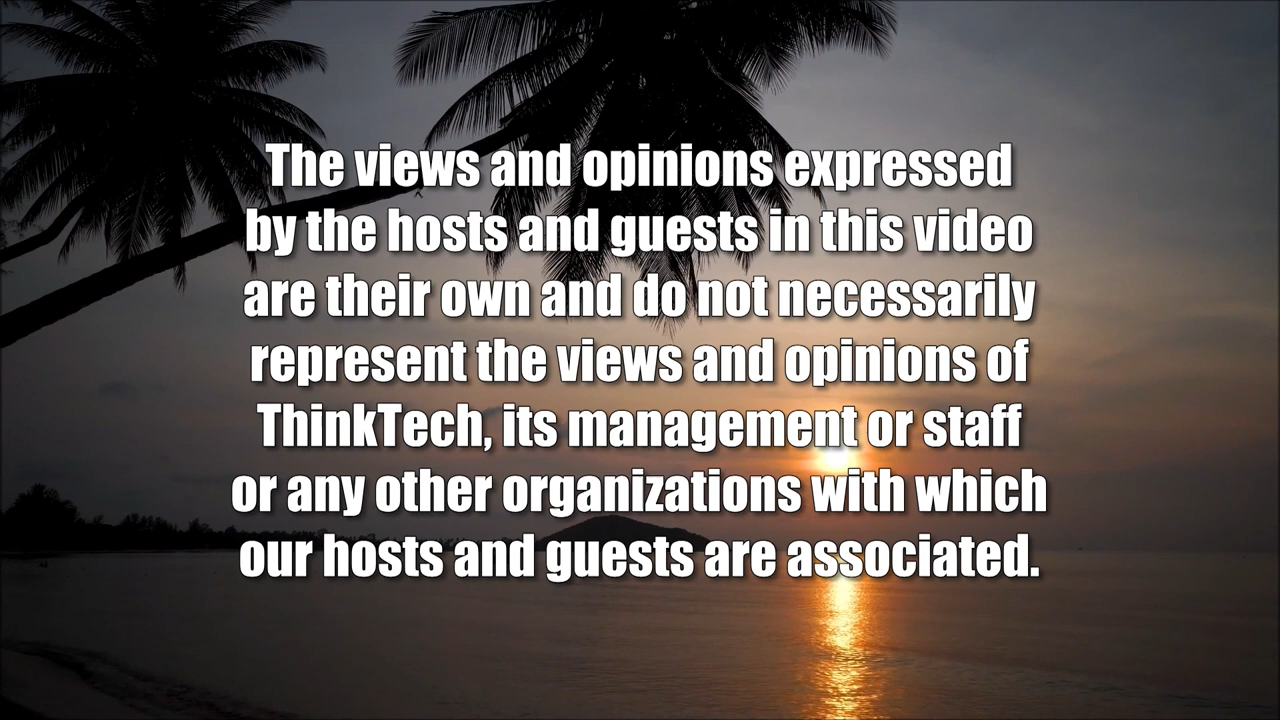 The views and opinions expressed
by the hosts and guests in this video
are their own and do not necessarily
represent the views and opinions of
ThinkTech, its management or staff
or any other organizations with which
our hosts and guests are associated.